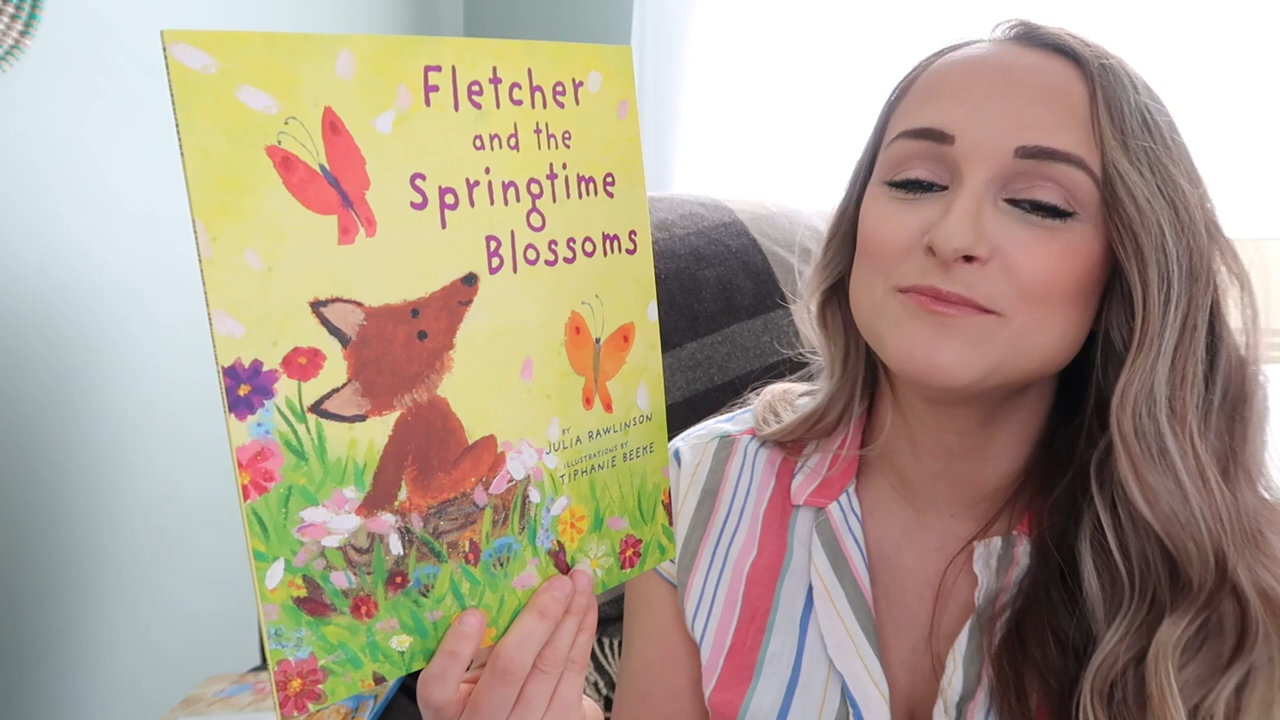 Fletcher
and the
Springtime
Blossoms
BY
JULIA RAWLINSON
ILLUSTRATIONS BY
TIPHANIE BEEKE